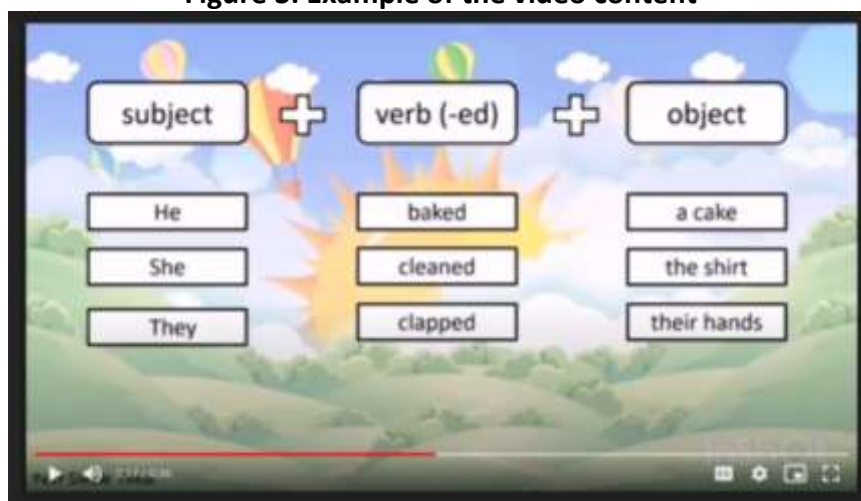 Figure 3. Example of the video content
subject + verb (-ed) + object
He baked a cake
She cleaned the shirt
They clapped their hands